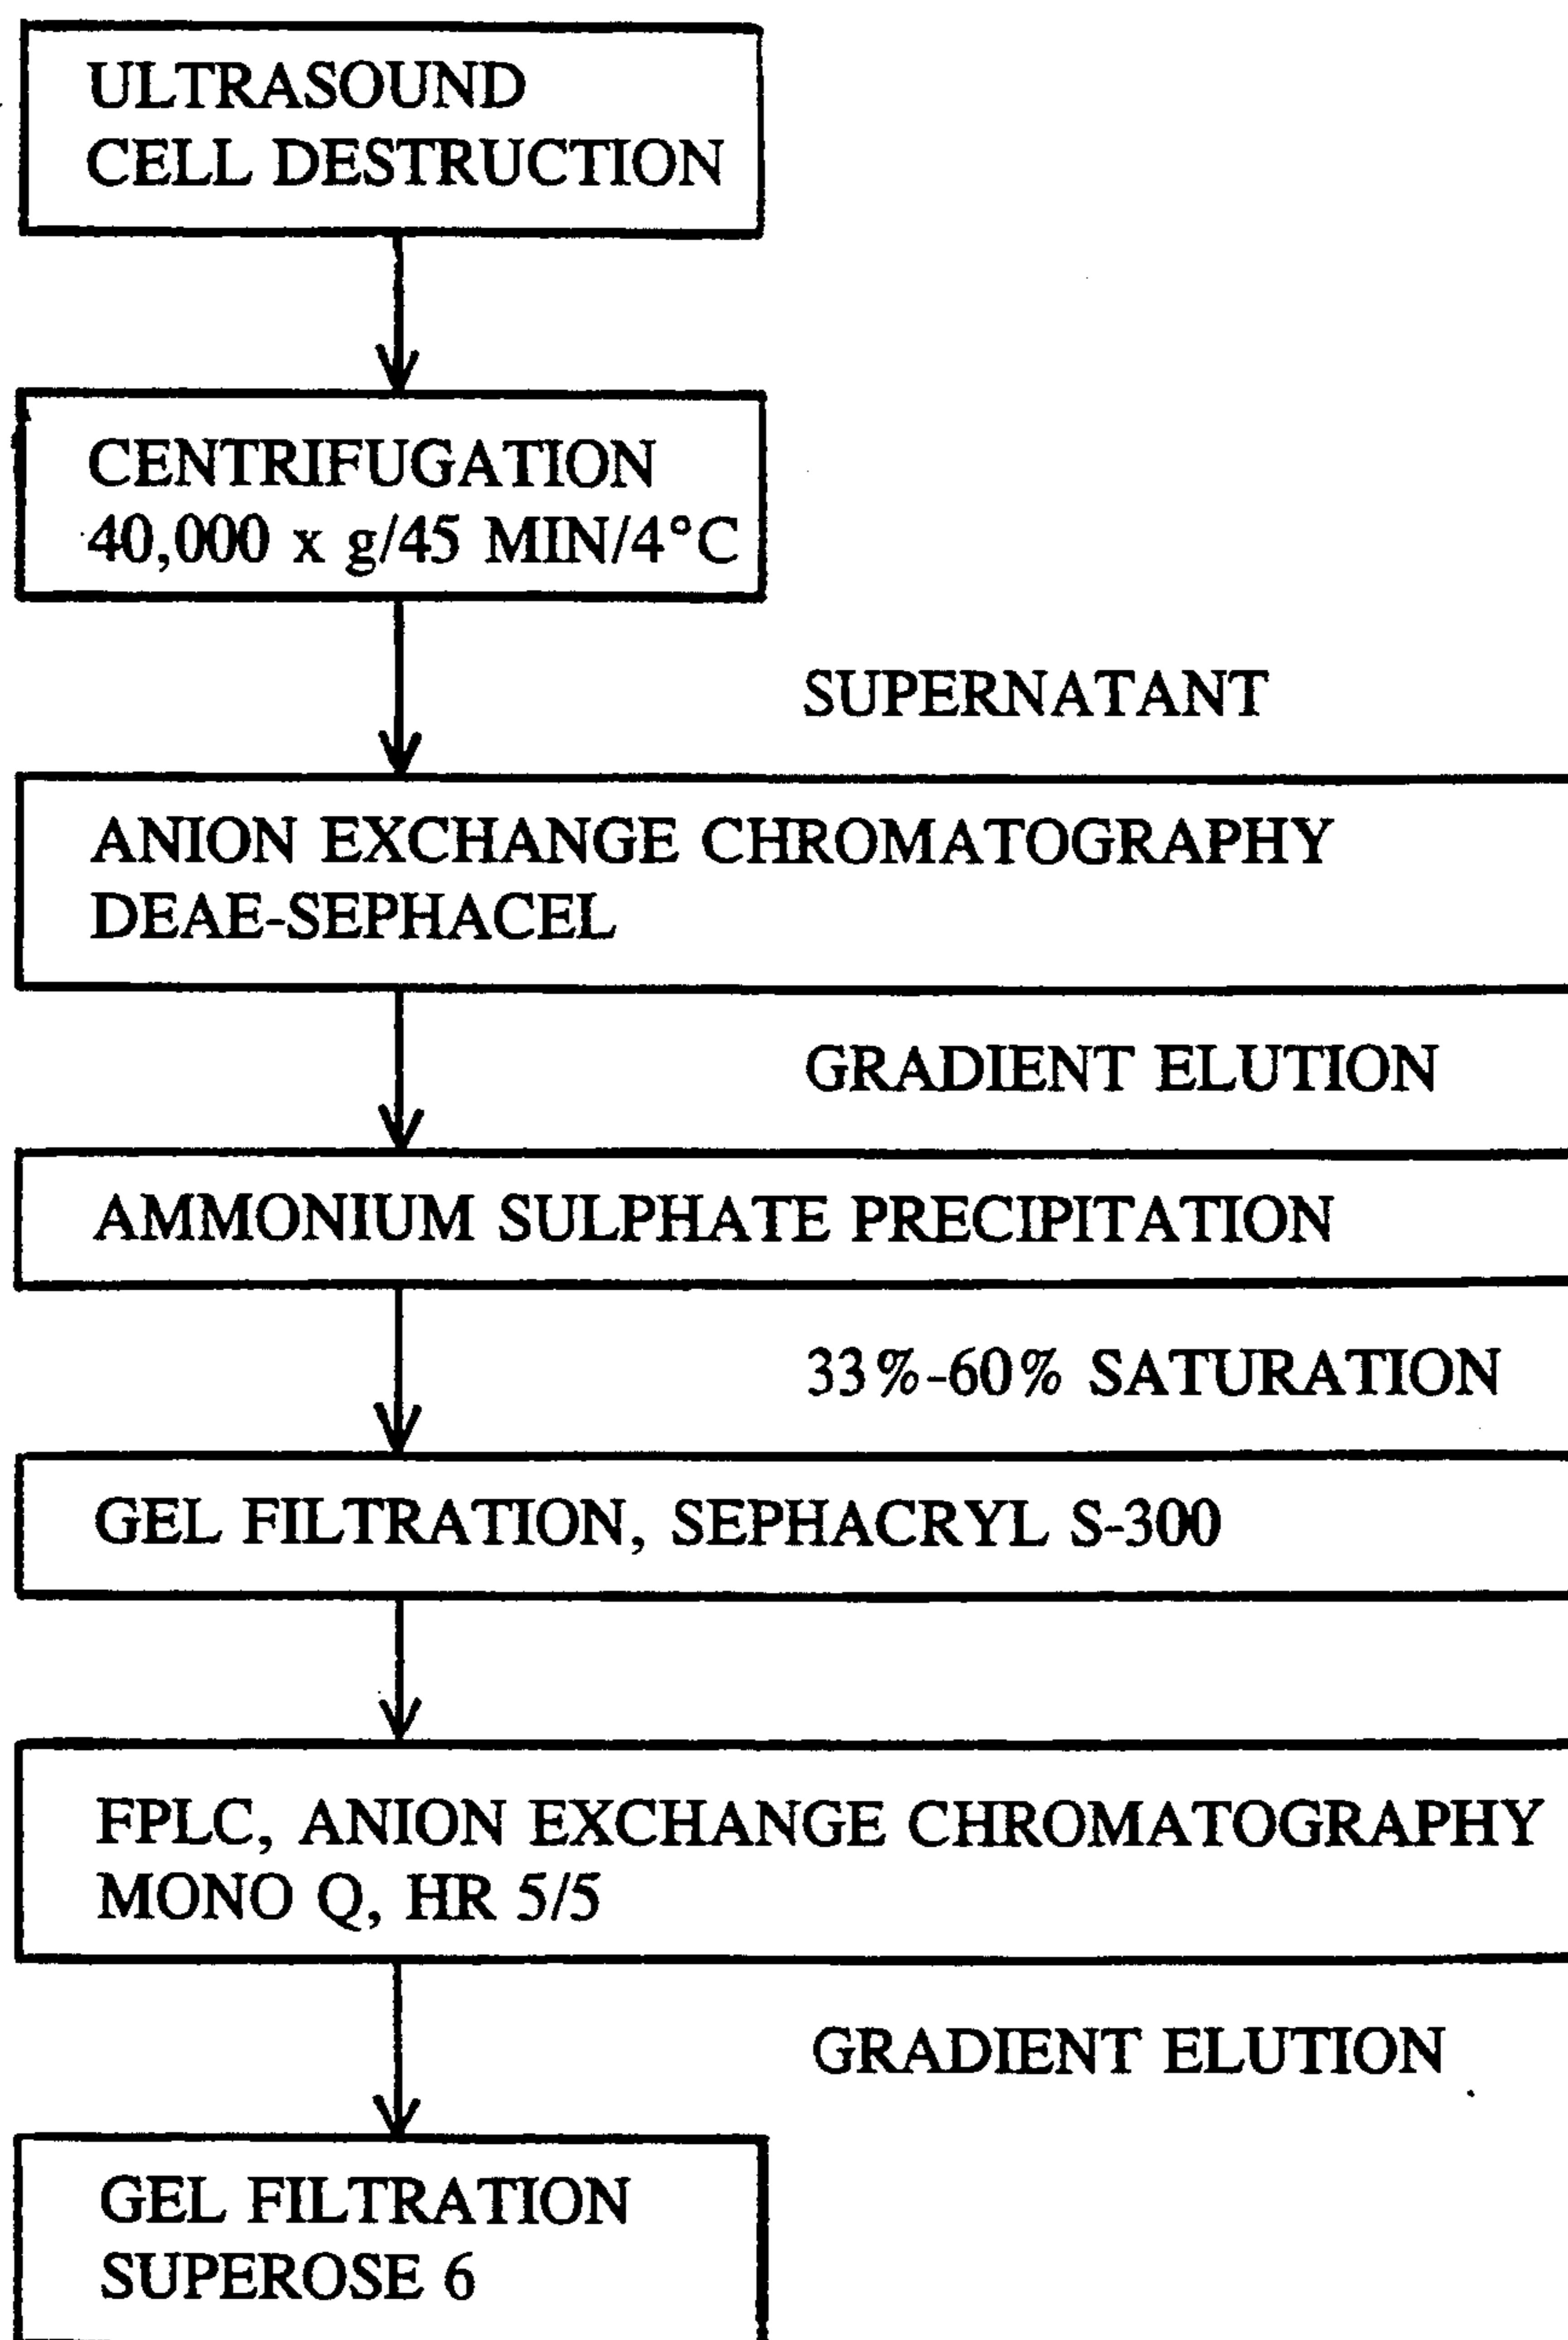 ULTRASOUND
CELL DESTRUCTION
CENTRIFUGATION
40,000 x g/45 MIN/4°C
SUPERNATANT
ANION EXCHANGE CHROMATOGRAPHY
DEAE-SEPHACEL
GRADIENT ELUTION
AMMONIUM SULPHATE PRECIPITATION
33%-60% SATURATION
GEL FILTRATION, SEPHACRYL S-300
FPLC, ANION EXCHANGE CHROMATOGRAPHY
MONO Q, HR 5/5
GRADIENT ELUTION
GEL FILTRATION
SUPEROSE 6